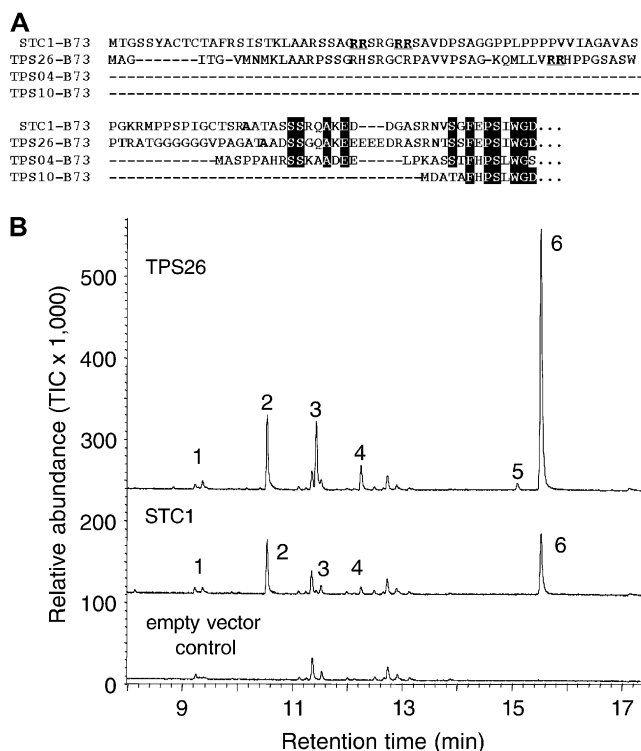 A
STC1-B73 MTGSSYACTCTAFRSISTKLAARSSAGRRSRGRRSAVDPSAGGPPLPPPPVVIAGAVAS
TPS26-B73 MAG-------ITG-VMNMKLAARPSSGRHSRGCRPAVVPSAG-KQMLLVRRHPPGSASW
TPS04-B73 -----------------------------------------------------------
TPS10-B73 -----------------------------------------------------------
STC1-B73 PGKRMPPSPIGCTSRAATASSSRQAKED---DGASRNVSGFEPSIWGD...
TPS26-B73 PTRATGGGGGGVPAGATAADSSGQAKEEEEEDRASRNTSSFEPSIWGD...
TPS04-B73 ------------MASPPAHRSSKAADEE----LPKASSTFHPSLWGS...
TPS10-B73 -----------------------------------MDATAFHPSLWGD...
B
TPS26
1
2
3
4
5
6
STC1
1
2
3
4
6
empty vector
control
Relative abundance (TIC x 1,000)
500
400
300
200
100
0
9 11 13 15 17
Retention time (min)